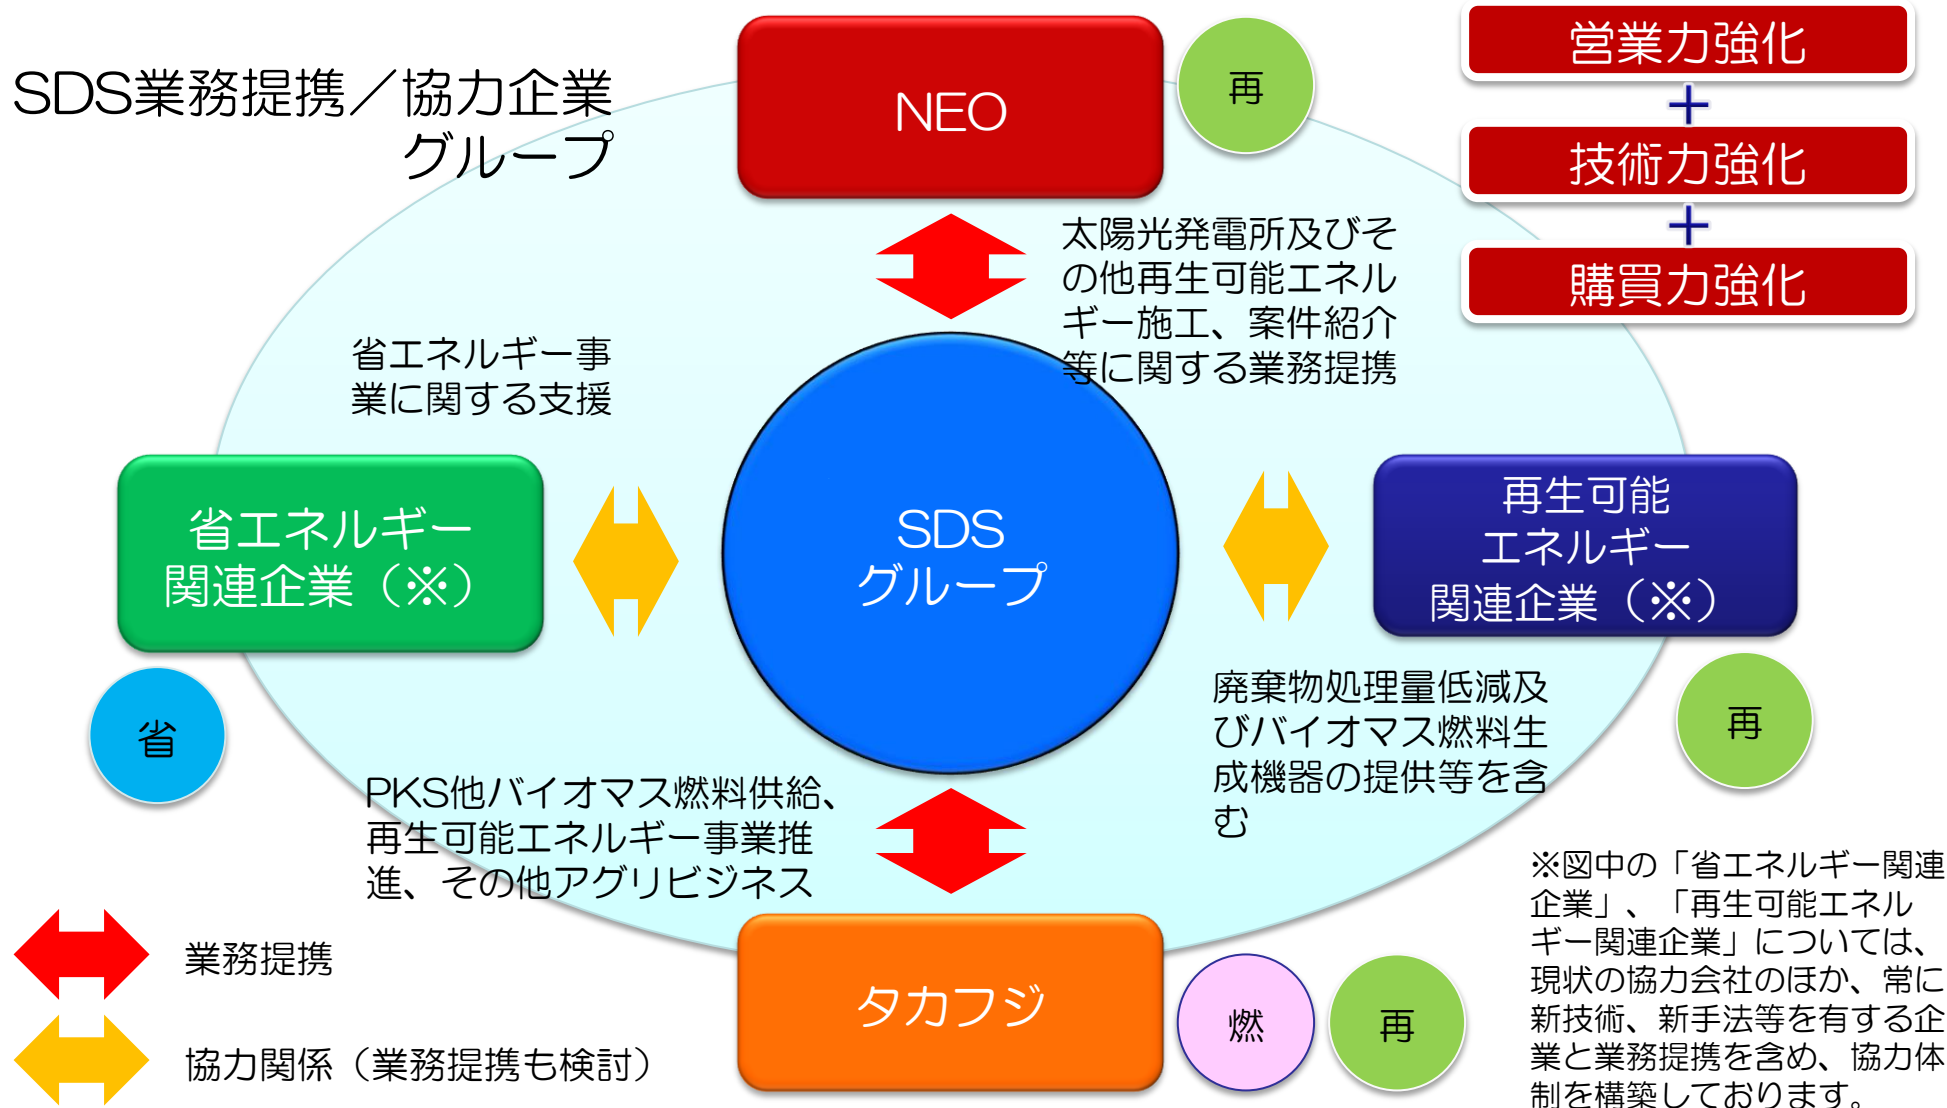 SDS業務提携／協力企業
グループ
NEO
再
営業力強化
＋
技術力強化
＋
購買力強化
太陽光発電所及びそ
の他再生可能エネル
ギー施工、案件紹介
等に関する業務提携
省エネルギー事
業に関する支援
省エネルギー
関連企業（※）
省
SDS
グループ
再生可能
エネルギー
関連企業（※）
再
廃棄物処理量低減及
びバイオマス燃料生
成機器の提供等を含
む
PKS他バイオマス燃料供給、
再生可能エネルギー事業推
進、その他アグリビジネス
タカフジ
燃
再
業務提携
協力関係（業務提携も検討）
※図中の「省エネルギー関連
企業」、「再生可能エネル
ギー関連企業」については、
現状の協力会社のほか、常に
新技術、新手法等を有する企
業と業務提携を含め、協力体
制を構築しております。